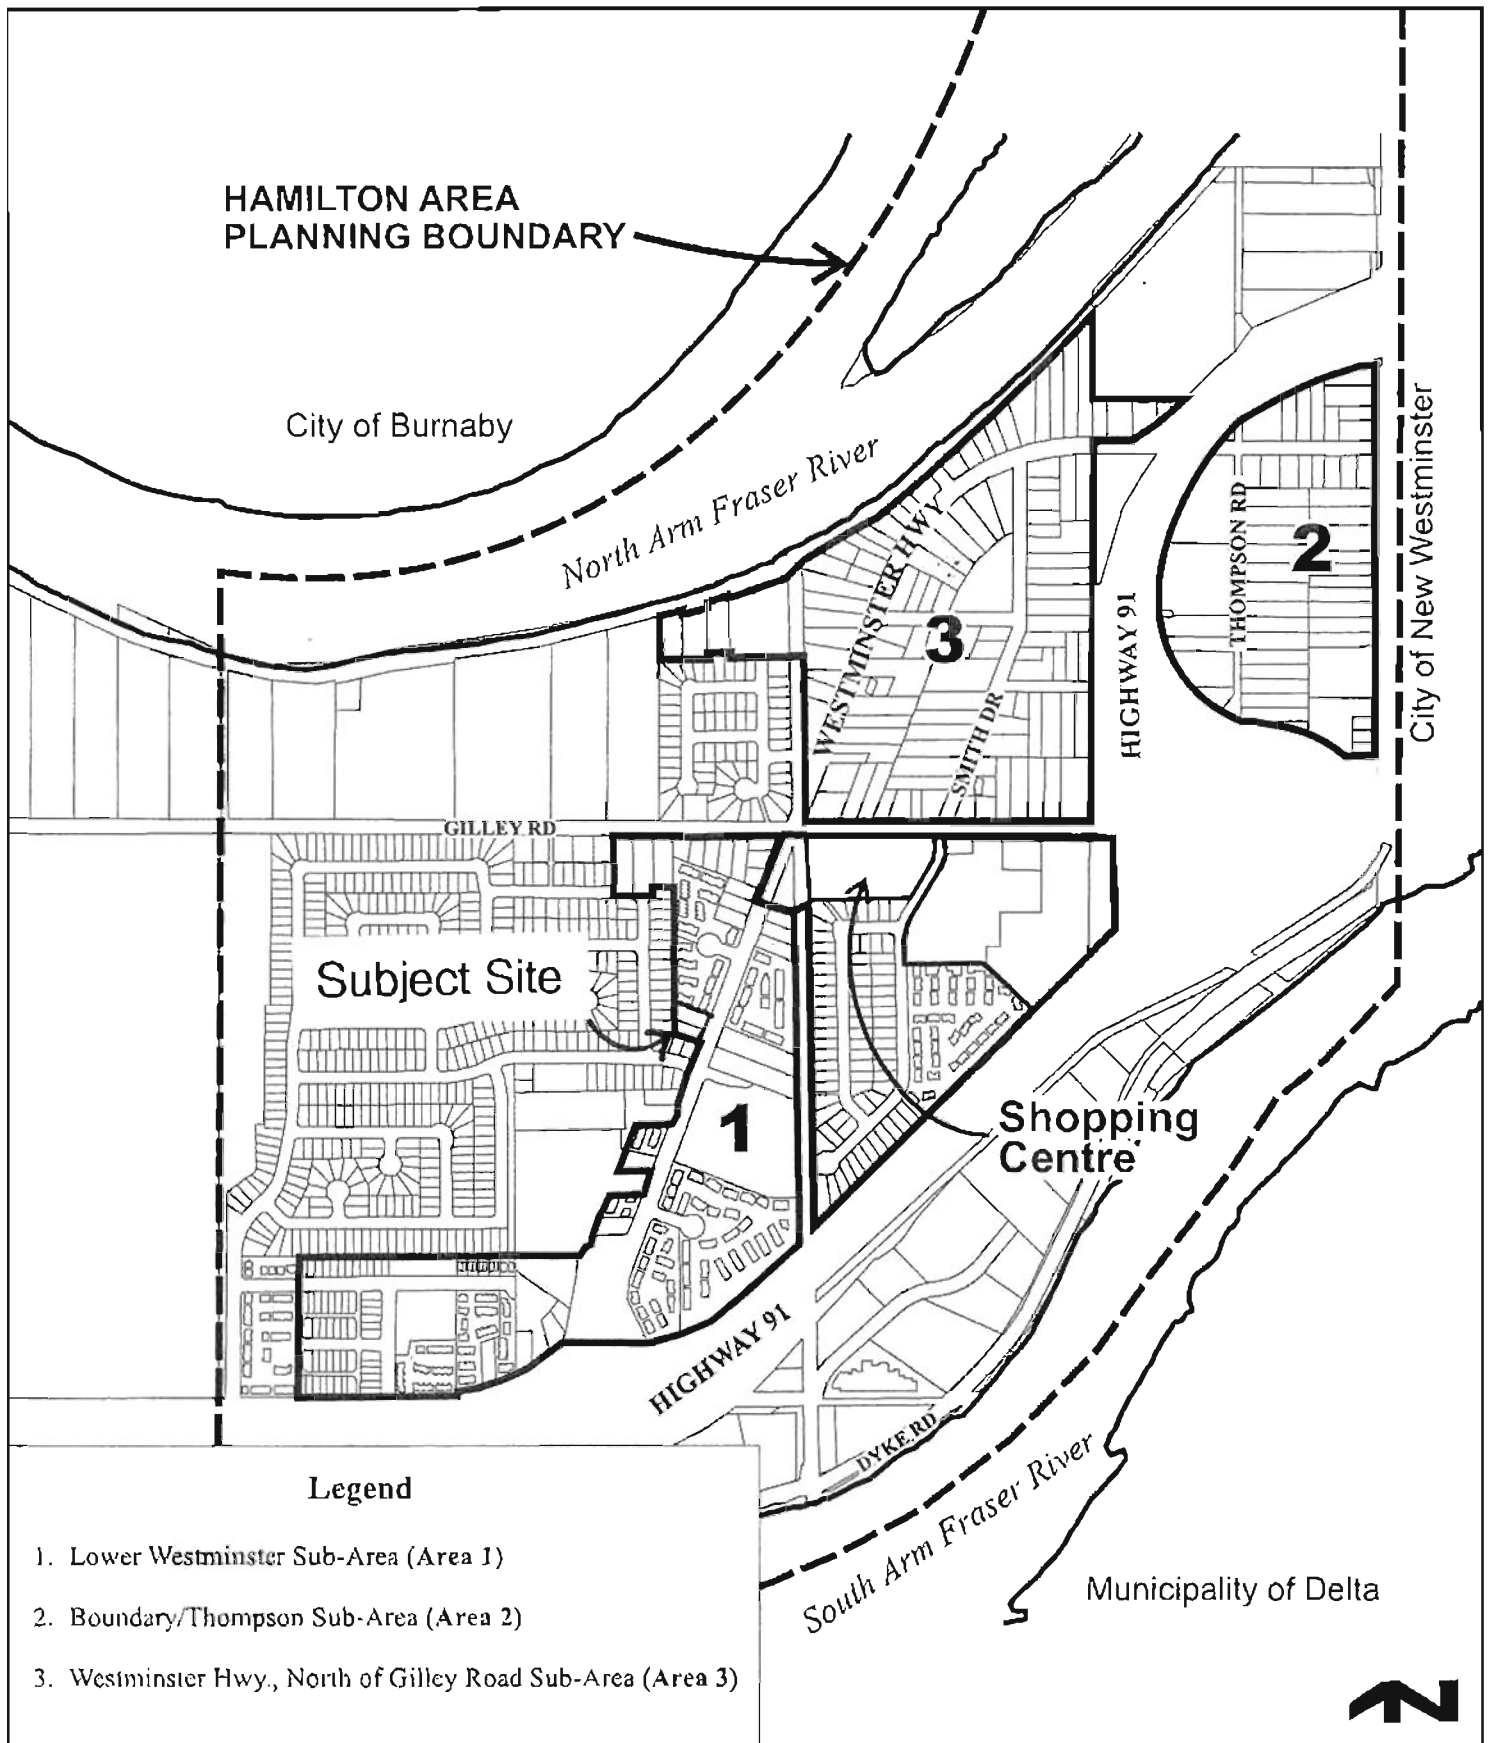 HAMILTON AREA
PLANNING BOUNDARY
City of Burnaby
North Arm Fraser River
WESTMINSTER HWY
3
SMITH DR
HIGHWAY 91
THOMPSON RD
2
City of New Westminster
GILLEY RD
Subject Site
1
Shopping
Centre
HIGHWAY 91
DYKE RD
South Arm Fraser River
Municipality of Delta
Legend
1. Lower Westminster Sub-Area (Area 1)
2. Boundary/Thompson Sub-Area (Area 2)
3. Westminster Hwy., North of Gilley Road Sub-Area (Area 3)
N